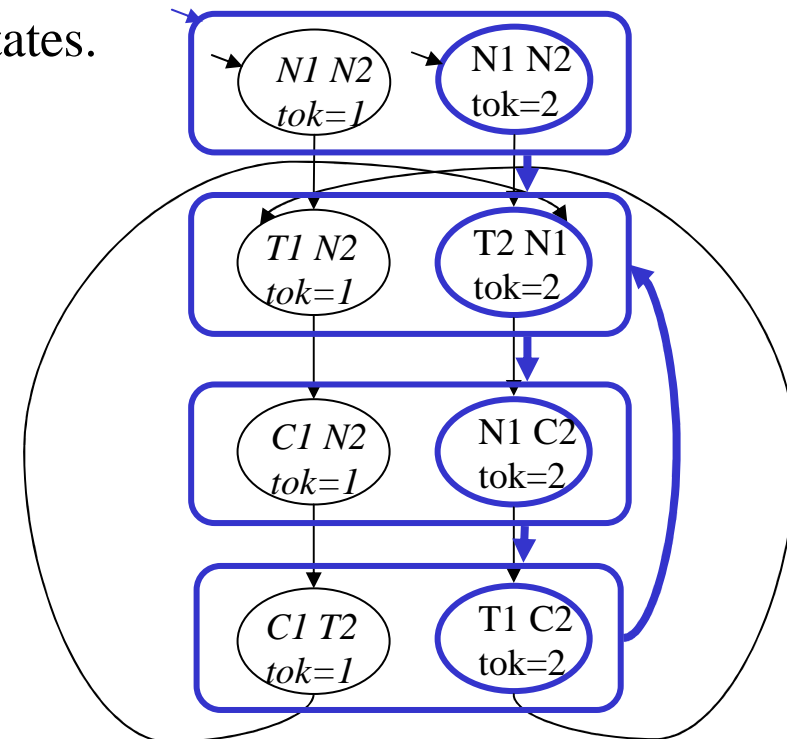 tates.
N1 N2
tok=1
N1 N2
tok=2
T1 N2
tok=1
T2 N1
tok=2
C1 N2
tok=1
N1 C2
tok=2
C1 T2
tok=1
T1 C2
tok=2